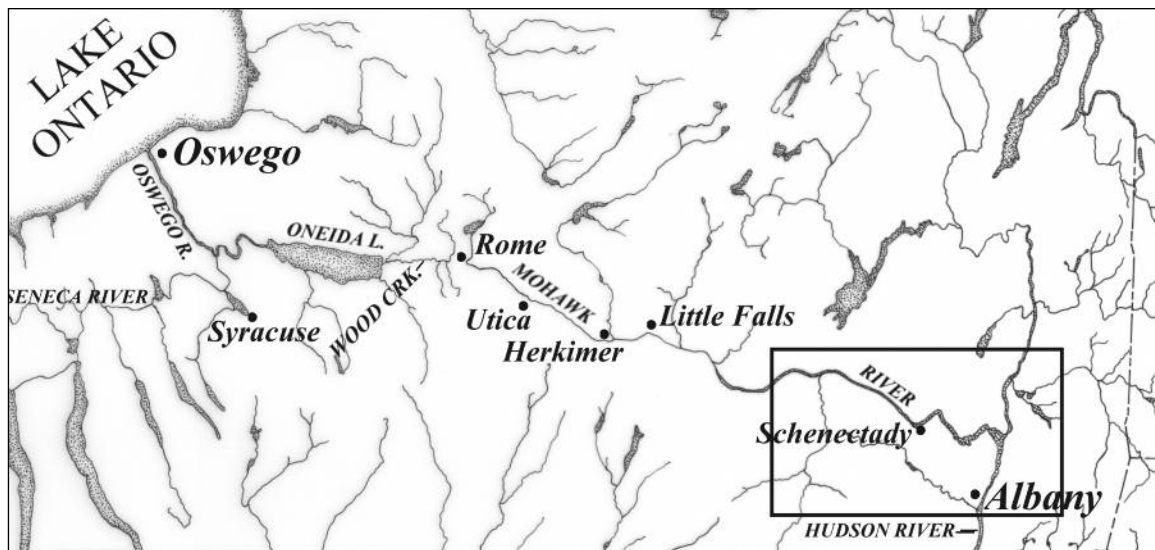 LAKE
ONTARIO
Oswego
OSWEGO R.
ONEIDA L.
Rome
SENECA RIVER
Syracuse
WOOD CRK.
Utica
MOHAWK
Herkimer
Little Falls
RIVER
Schenectady
Albany
HUDSON RIVER